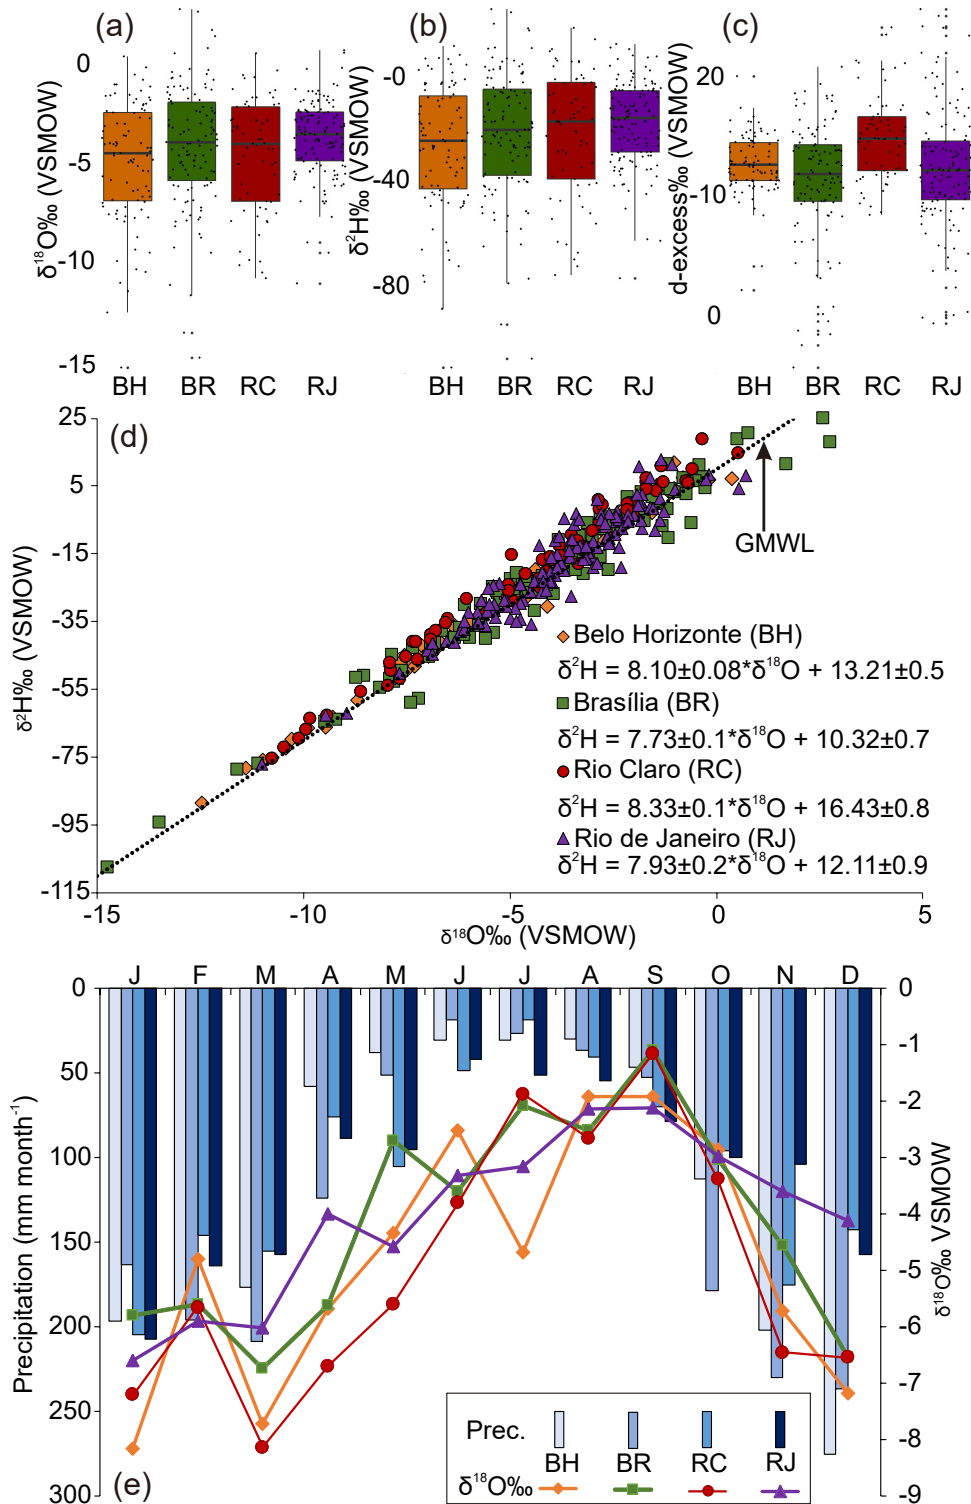 (a) (b) (c)
0 -0 20
-5 -40 -10
-10 -80 0
-15
δ¹⁸O‰ (VSMOW)
δ²H‰ (VSMOW)
d-excess‰ (VSMOW)
BH BR RC RJ BH BR RC RJ BH BR RC RJ
(d)
25
5
-15
-35
-55
-75
-95
-115
δ²H‰ (VSMOW)
GMWL
Belo Horizonte (BH)
δ²H = 8.10±0.08*δ¹⁸O + 13.21±0.5
Brasília (BR)
δ²H = 7.73±0.1*δ¹⁸O + 10.32±0.7
Rio Claro (RC)
δ²H = 8.33±0.1*δ¹⁸O + 16.43±0.8
Rio de Janeiro (RJ)
δ²H = 7.93±0.2*δ¹⁸O + 12.11±0.9
-15 -10 -5 0 5
δ¹⁸O‰ (VSMOW)
J F M A M J J A S O N D
0
50
100
150
200
250
300
Precipitation (mm month⁻¹)
0
-1
-2
-3
-4
-5
-6
-7
-8
-9
δ¹⁸O‰ VSMOW
(e)
Prec.
BH BR RC RJ
δ¹⁸O‰
BH BR RC RJ